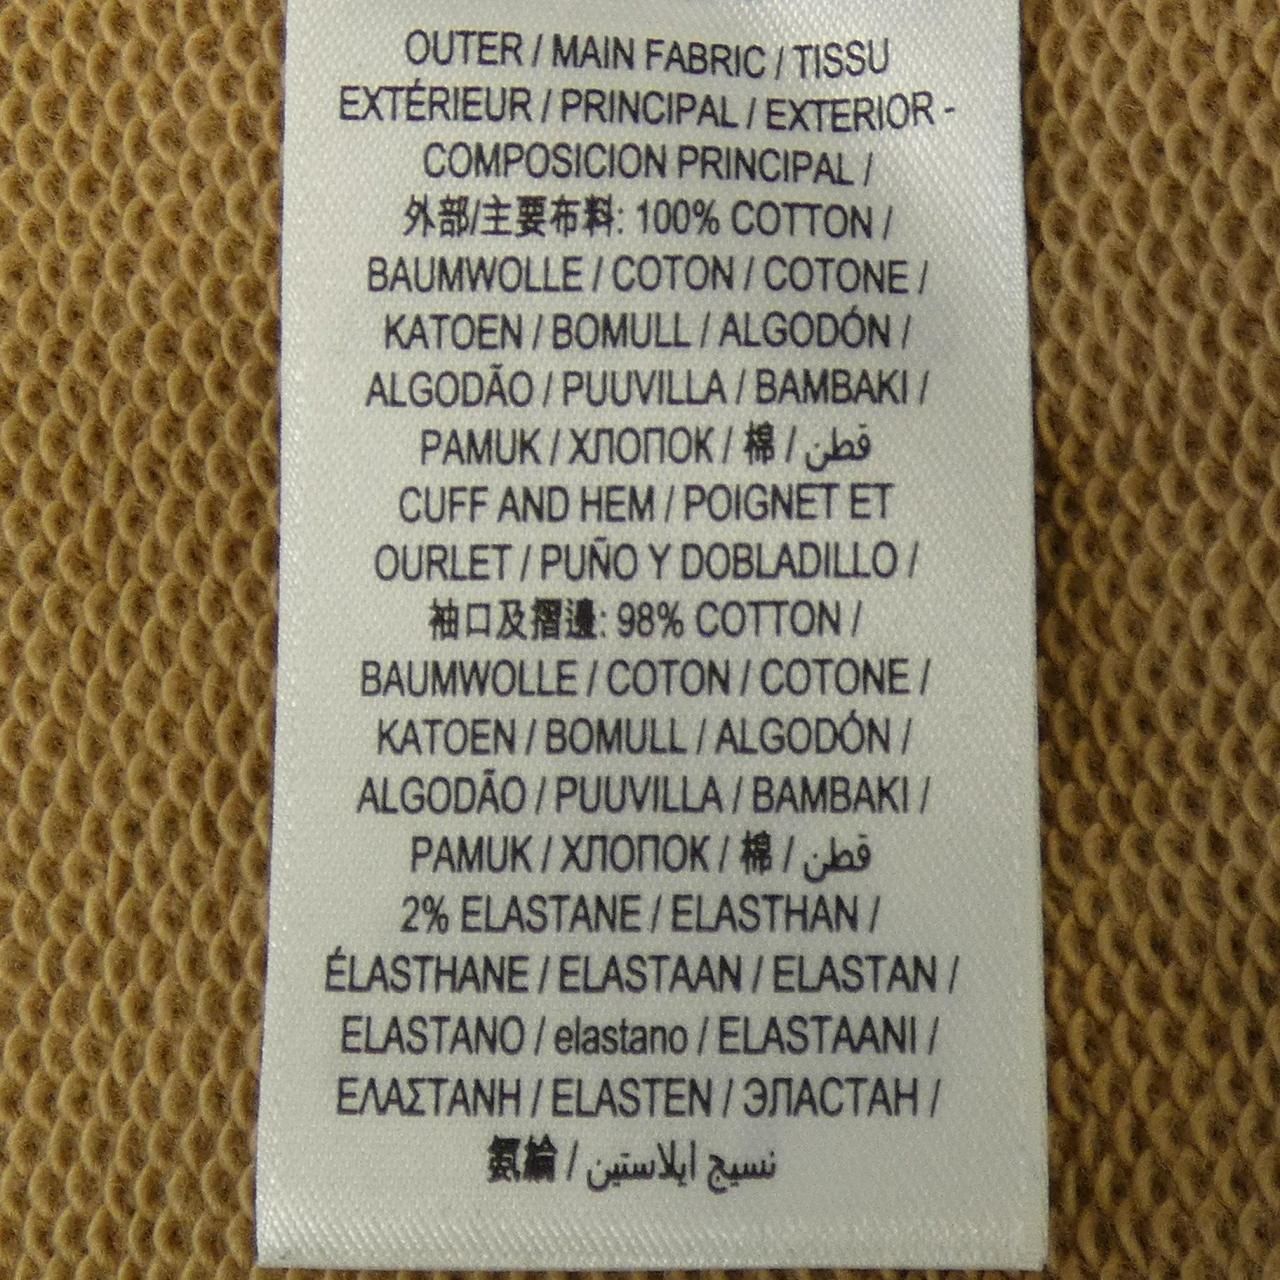 OUTER / MAIN FABRIC / TISSU
EXTÉRIEUR / PRINCIPAL / EXTERIOR -
COMPOSICION PRINCIPAL /
外部/主要布料: 100% COTTON /
BAUMWOLLE / COTON / COTONE /
KATOEN / BOMULL / ALGODÓN /
ALGODÃO / PUUVILLA / BAMBAKI /
PAMUK / ХЛОПОК / 棉 / قطن
CUFF AND HEM / POIGNET ET
OURLET / PUÑO Y DOBLADILLO /
袖口及摺邊: 98% COTTON /
BAUMWOLLE / COTON / COTONE /
KATOEN / BOMULL / ALGODÓN /
ALGODÃO / PUUVILLA / BAMBAKI /
PAMUK / ХЛОПОК / 棉 / قطن
2% ELASTANE / ELASTHAN /
ÉLASTHANE / ELASTAAN / ELASTAN /
ELASTANO / elastano / ELASTAANI /
ΕΛΑΣΤΑΝΗ / ELASTEN / ЭЛАСТАН /
氨綸 / نسيج ايلاستين